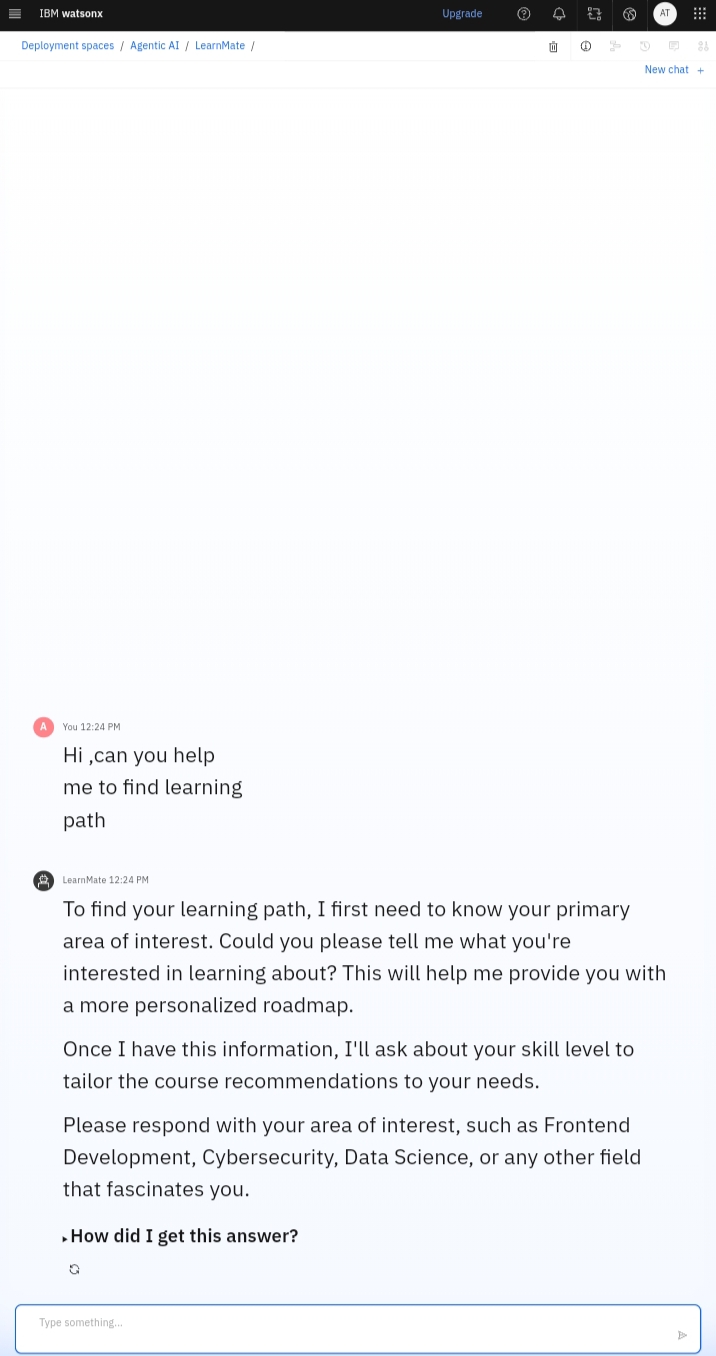 IBM watsonx Upgrade AT
Deployment spaces / Agentic AI / LearnMate /
New chat +
A You 12:24 PM
Hi ,can you help
me to find learning
path
LearnMate 12:24 PM
To find your learning path, I first need to know your primary
area of interest. Could you please tell me what you're
interested in learning about? This will help me provide you with
a more personalized roadmap.
Once I have this information, I'll ask about your skill level to
tailor the course recommendations to your needs.
Please respond with your area of interest, such as Frontend
Development, Cybersecurity, Data Science, or any other field
that fascinates you.
How did I get this answer?
Type something...